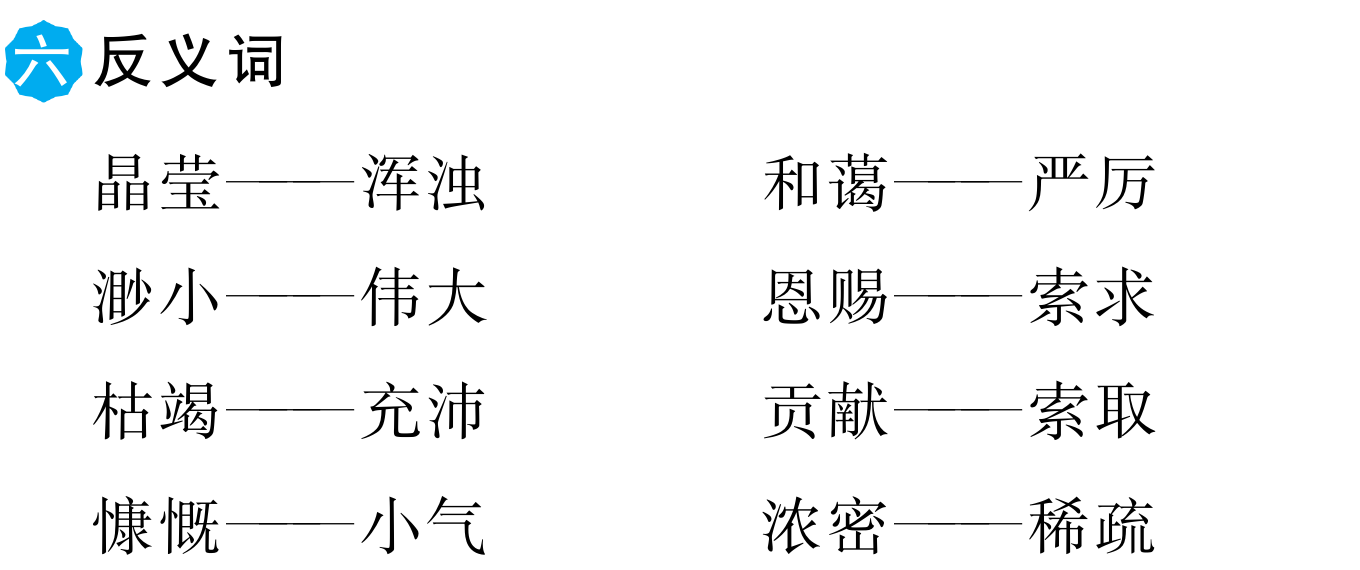 六 反义词
晶莹——浑浊 和蔼——严厉
渺小——伟大 恩赐——索求
枯竭——充沛 贡献——索取
慷慨——小气 浓密——稀疏